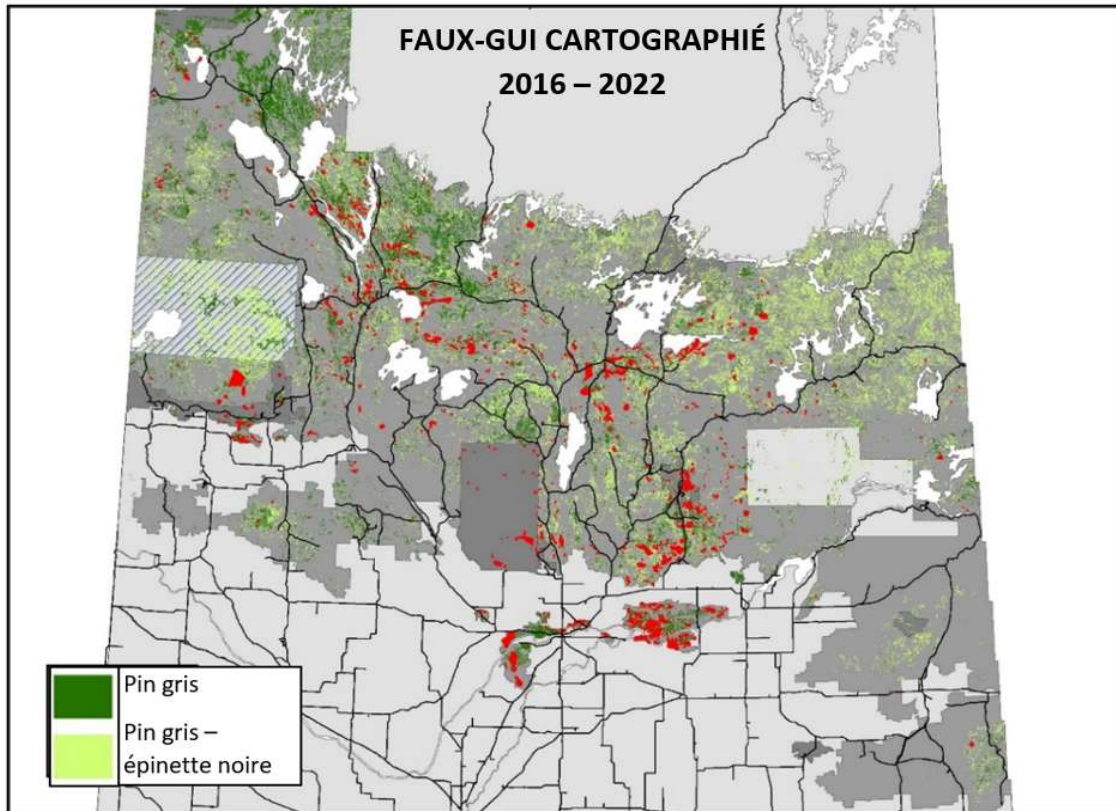 FAUX-GUI CARTOGRAPHIÉ
2016 – 2022
Pin gris
Pin gris –
épinette noire